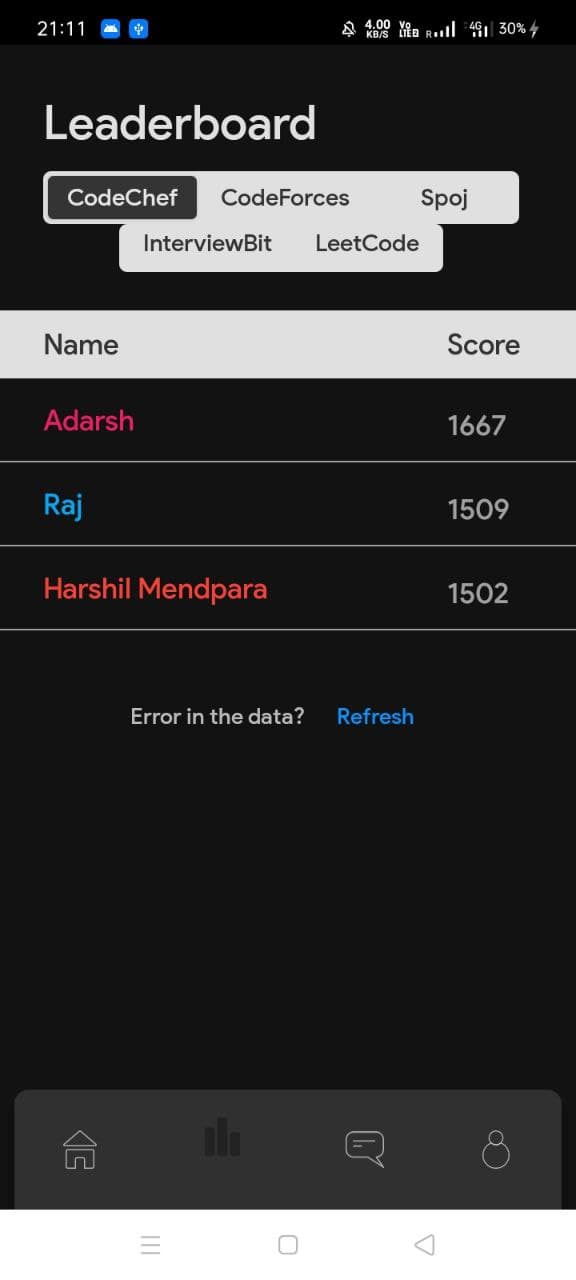 21:11 4.00 KB/S Vo LTE2 R 4G 30%
Leaderboard
CodeChef CodeForces Spoj
InterviewBit LeetCode
Name Score
Adarsh 1667
Raj 1509
Harshil Mendpara 1502
Error in the data? Refresh